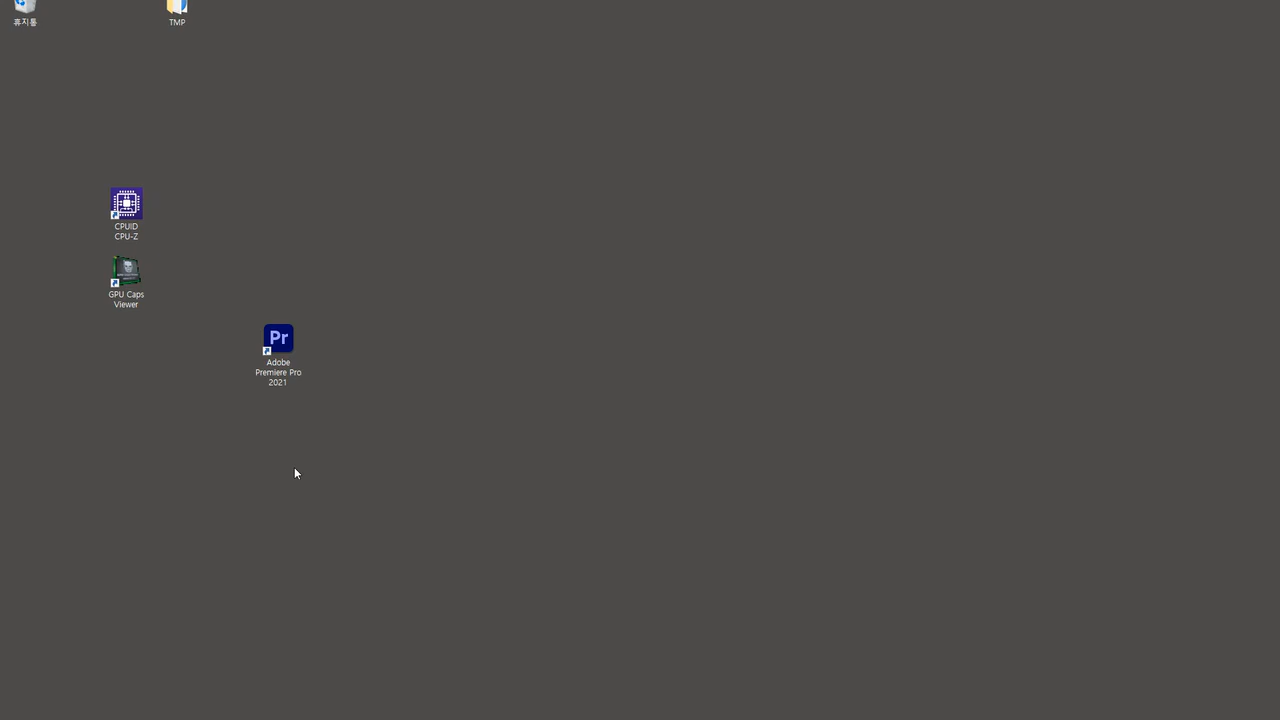 휴지통
TMP
CPUID
CPU-Z
GPU Caps
Viewer
Pr
Adobe
Premiere Pro
2021